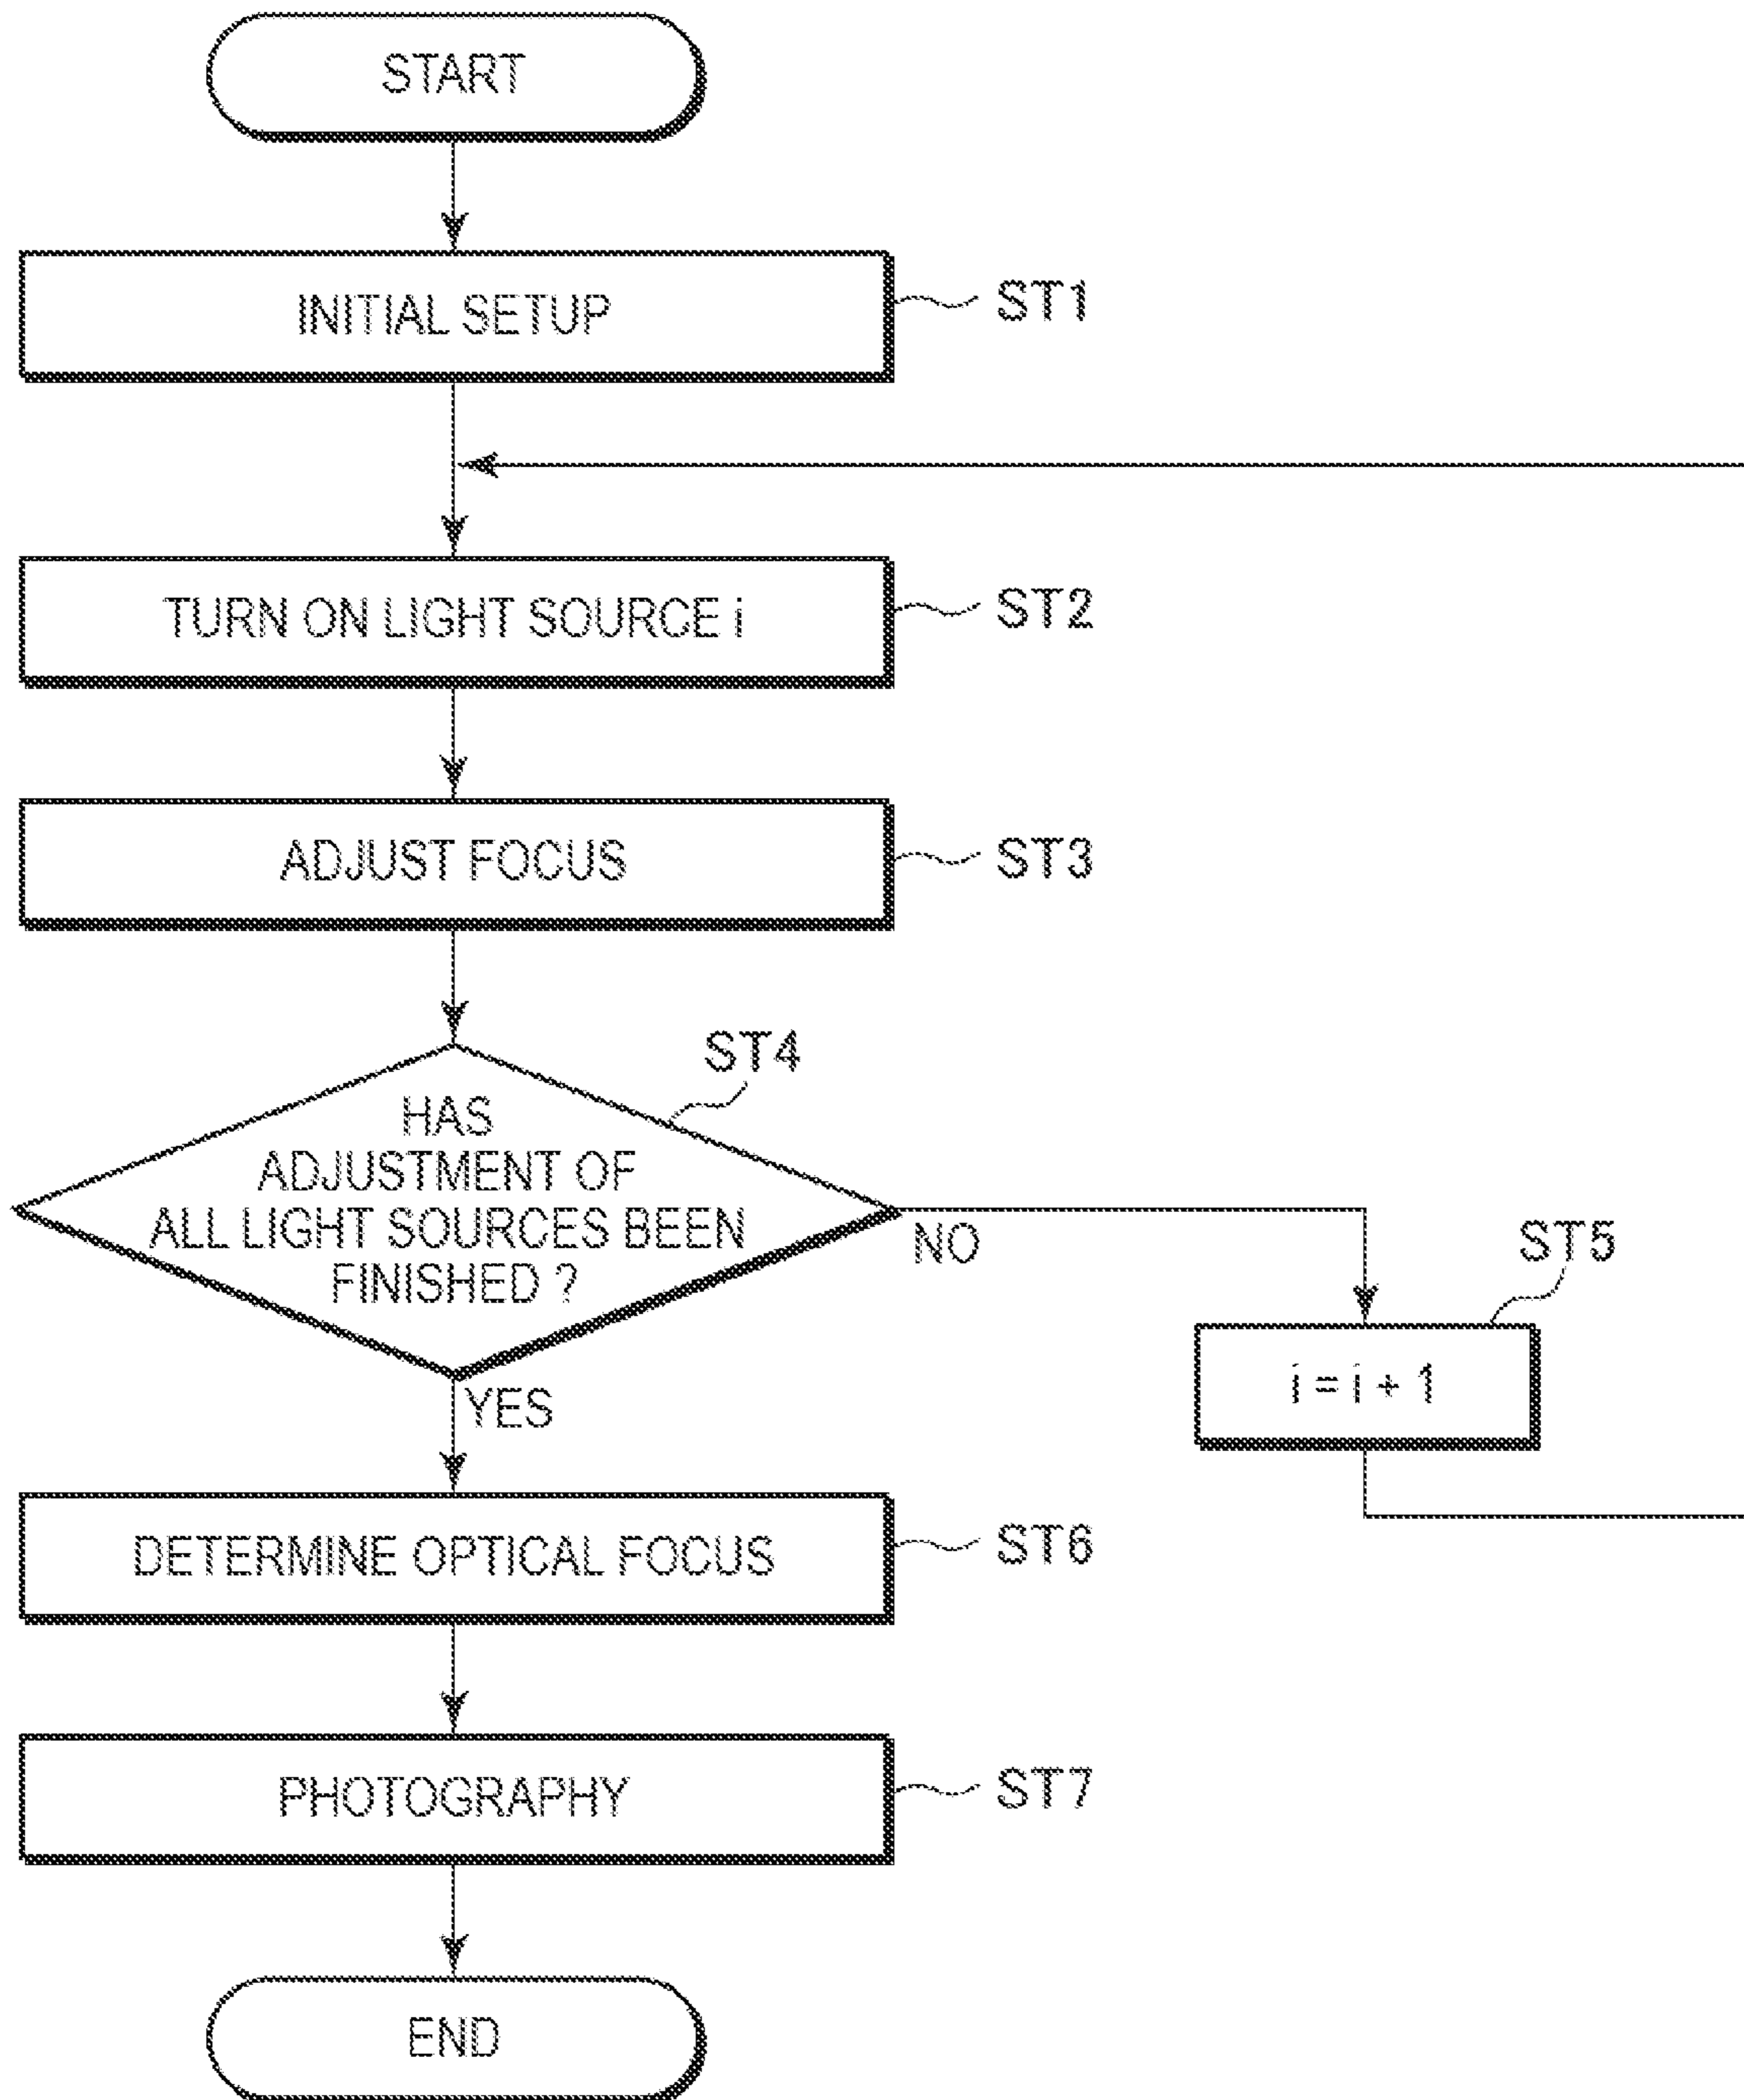 START
INITIAL SETUP
ST1
TURN ON LIGHT SOURCE i
ST2
ADJUST FOCUS
ST3
ST4
HAS
ADJUSTMENT OF
ALL LIGHT SOURCES BEEN
FINISHED ?
NO
ST5
i = i + 1
YES
DETERMINE OPTICAL FOCUS
ST6
PHOTOGRAPHY
ST7
END